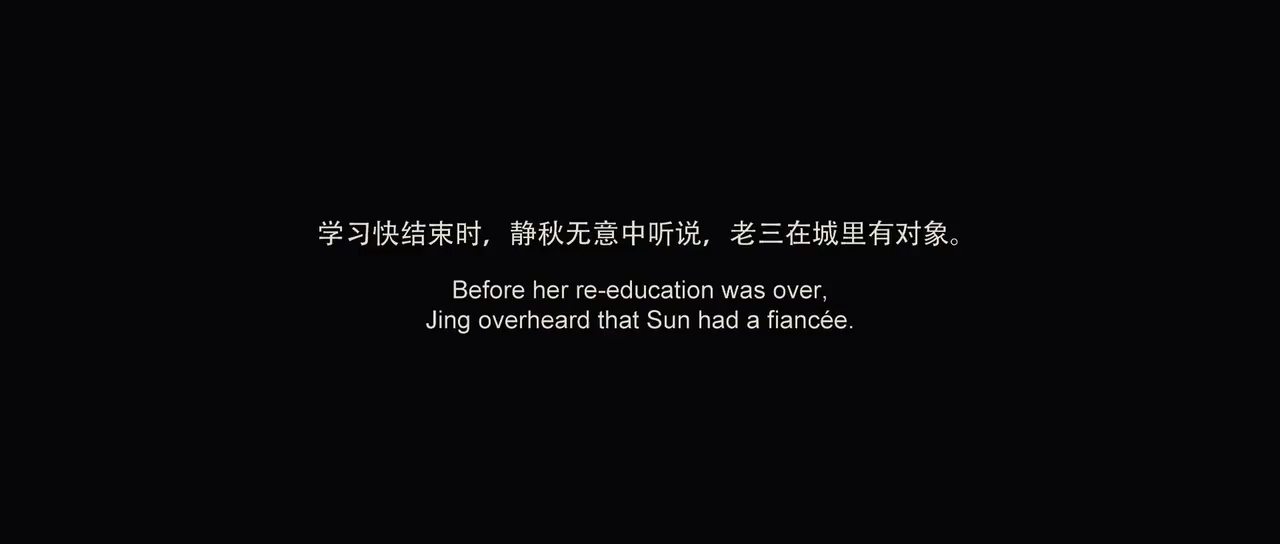 学习快结束时，静秋无意中听说，老三在城里有对象。
Before her re-education was over,
Jing overheard that Sun had a fiancée.